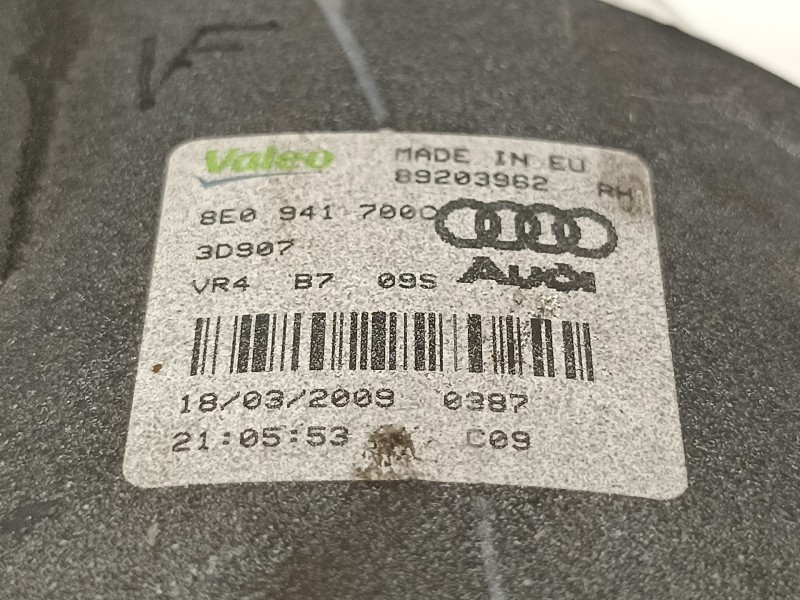 Valeo MADE IN EU
89203962 RH
8E0 941 700C
3D907 Audi
VR4 B7 09S
18/03/2009 0387
21:05:53 C09